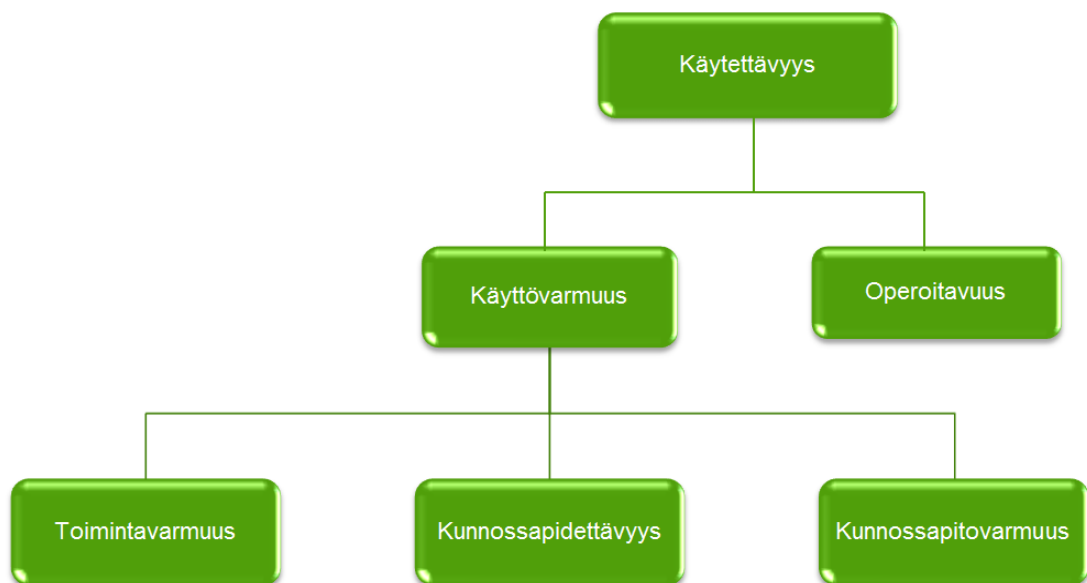 Käytettävyys
Käyttövarmuus
Operoitavuus
Toimintavarmuus
Kunnossapidettävyys
Kunnossapitovarmuus